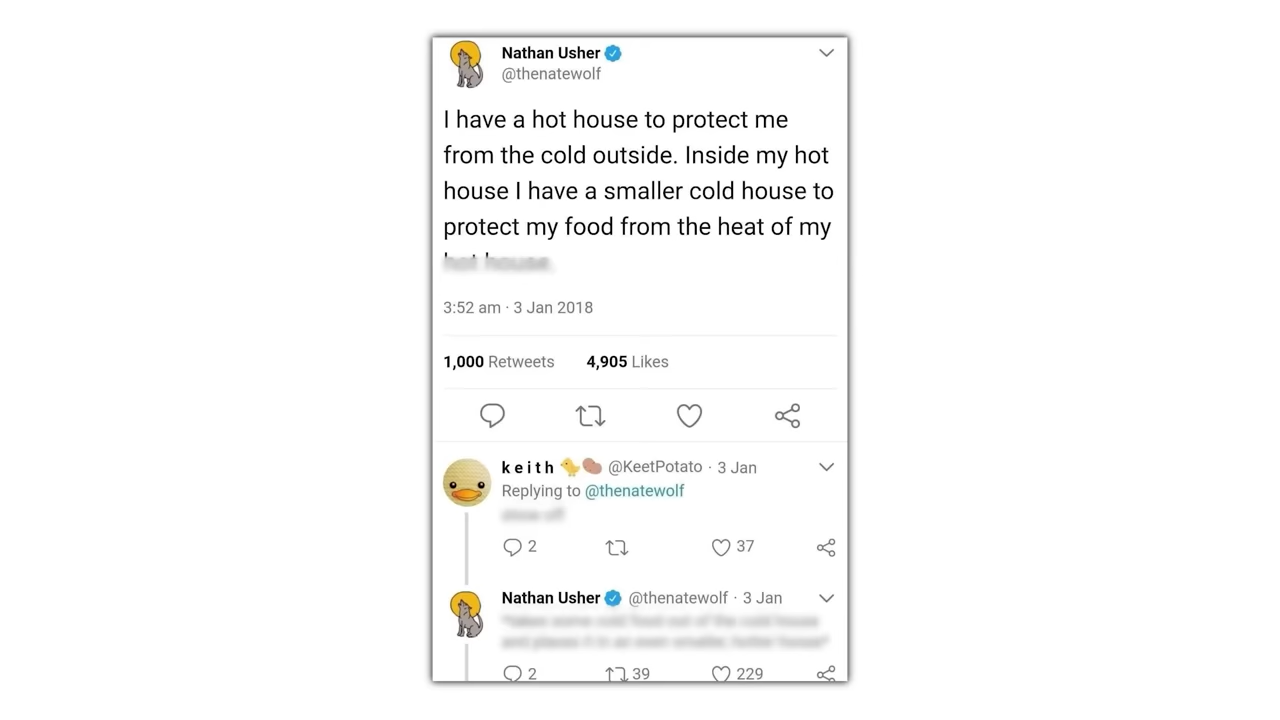 Nathan Usher
@thenatewolf
I have a hot house to protect me
from the cold outside. Inside my hot
house I have a smaller cold house to
protect my food from the heat of my
hot house.
3:52 am · 3 Jan 2018
1,000 Retweets 4,905 Likes
keith 🐤🥔 @KeetPotato · 3 Jan
Replying to @thenatewolf
2 37
Nathan Usher @thenatewolf · 3 Jan
2 39 229